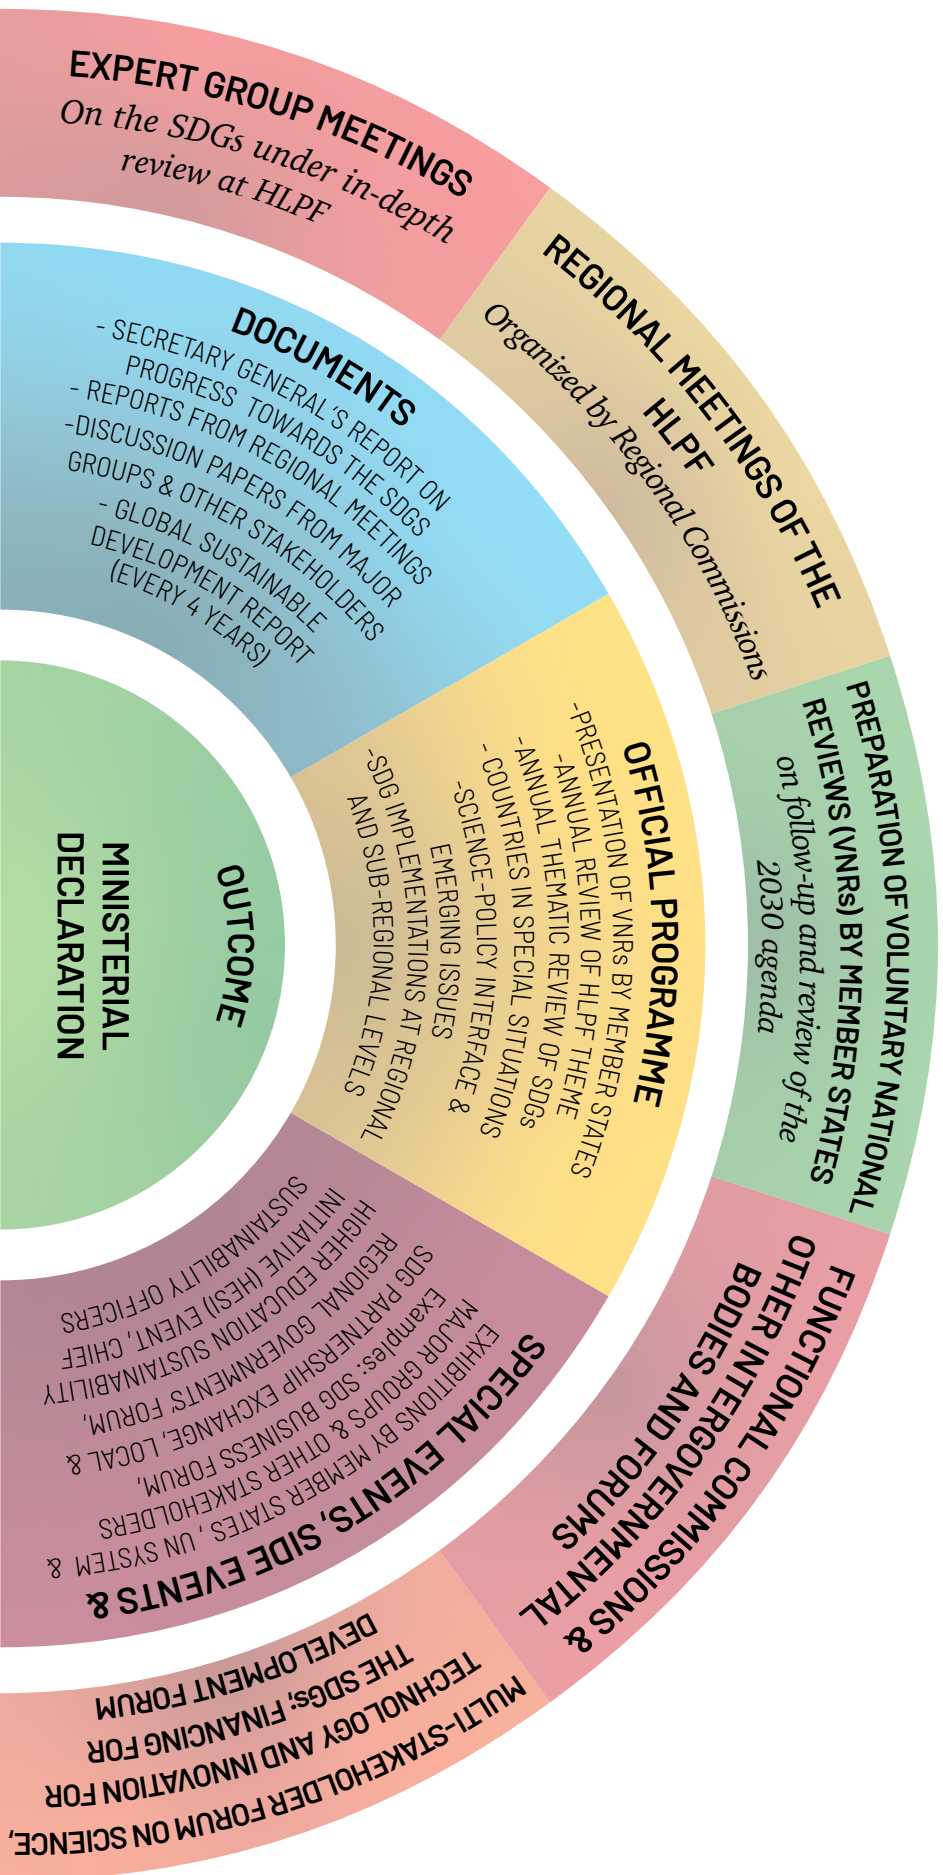 EXPERT GROUP MEETINGS
On the SDGs under in-depth
review at HLPF
REGIONAL MEETINGS OF THE
HLPF
Organized by Regional Commissions
PREPARATION OF VOLUNTARY NATIONAL
REVIEWS (VNRs) BY MEMBER STATES
on follow-up and review of the
2030 agenda
FUNCTIONAL COMMISSIONS &
OTHER INTERGOVERNMENTAL
BODIES AND FORUMS
MULTI-STAKEHOLDER FORUM ON SCIENCE,
TECHNOLOGY AND INNOVATION FOR
THE SDGs; FINANCING FOR
DEVELOPMENT FORUM
DOCUMENTS
- SECRETARY GENERAL'S REPORT ON
PROGRESS TOWARDS THE SDGS
- REPORTS FROM REGIONAL MEETINGS
-DISCUSSION PAPERS FROM MAJOR
GROUPS & OTHER STAKEHOLDERS
- GLOBAL SUSTAINABLE
DEVELOPMENT REPORT
(EVERY 4 YEARS)
OFFICIAL PROGRAMME
-PRESENTATION OF VNRs BY MEMBER STATES
-ANNUAL REVIEW OF HLPF THEME
-ANNUAL THEMATIC REVIEW OF SDGs
- COUNTRIES IN SPECIAL SITUATIONS
-SCIENCE-POLICY INTERFACE &
EMERGING ISSUES
-SDG IMPLEMENTATIONS AT REGIONAL
AND SUB-REGIONAL LEVELS
SPECIAL EVENTS, SIDE EVENTS &
EXHIBITIONS BY MEMBER STATES, UN SYSTEM &
MAJOR GROUPS & OTHER STAKEHOLDERS
Examples: SDG BUSINESS FORUM,
SDG PARTNERSHIP EXCHANGE, LOCAL &
REGIONAL GOVERNMENTS FORUM,
HIGHER EDUCATION SUSTAINABILITY
INITIATIVE (HESI) EVENT, CHIEF
SUSTAINABILITY OFFICERS
OUTCOME
MINISTERIAL
DECLARATION